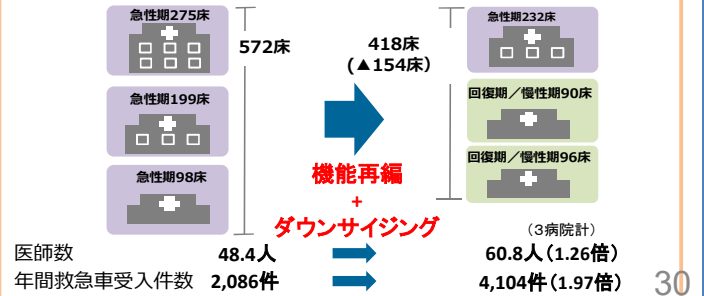 急性期275床
572床
急性期199床
急性期98床
418床
(▲154床)
機能再編
+
ダウンサイジング
急性期232床
回復期／慢性期90床
回復期／慢性期96床
(3病院計)
医師数 48.4人 60.8人(1.26倍)
年間救急車受入件数 2,086件 4,104件(1.97倍)
30